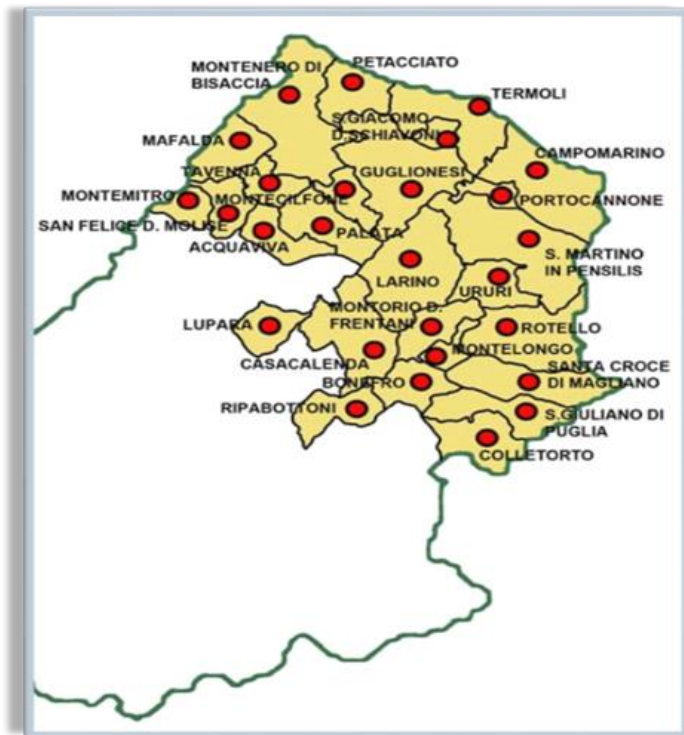 MONTENERO DI
BISACCIA
PETACCIATO
TERMOLI
S.GIACOMO
D.SCHIAVONI
MAFALDA
CAMPOMARINO
TAVENNA
GUGLIONESI
MONTEMITRO
MONTECILFONE
PORTOCANNONE
SAN FELICE D. MOLISE
PALATA
ACQUAVIVA
S. MARTINO
IN PENSILIS
LARINO
URURI
MONTORIO D.
FRENTANI
LUPARA
ROTELLO
MONTELONGO
CASACALENDA
SANTA CROCE
DI MAGLIANO
BONEFRO
RIPABOTTONI
S.GIULIANO DI
PUGLIA
COLLETORTO